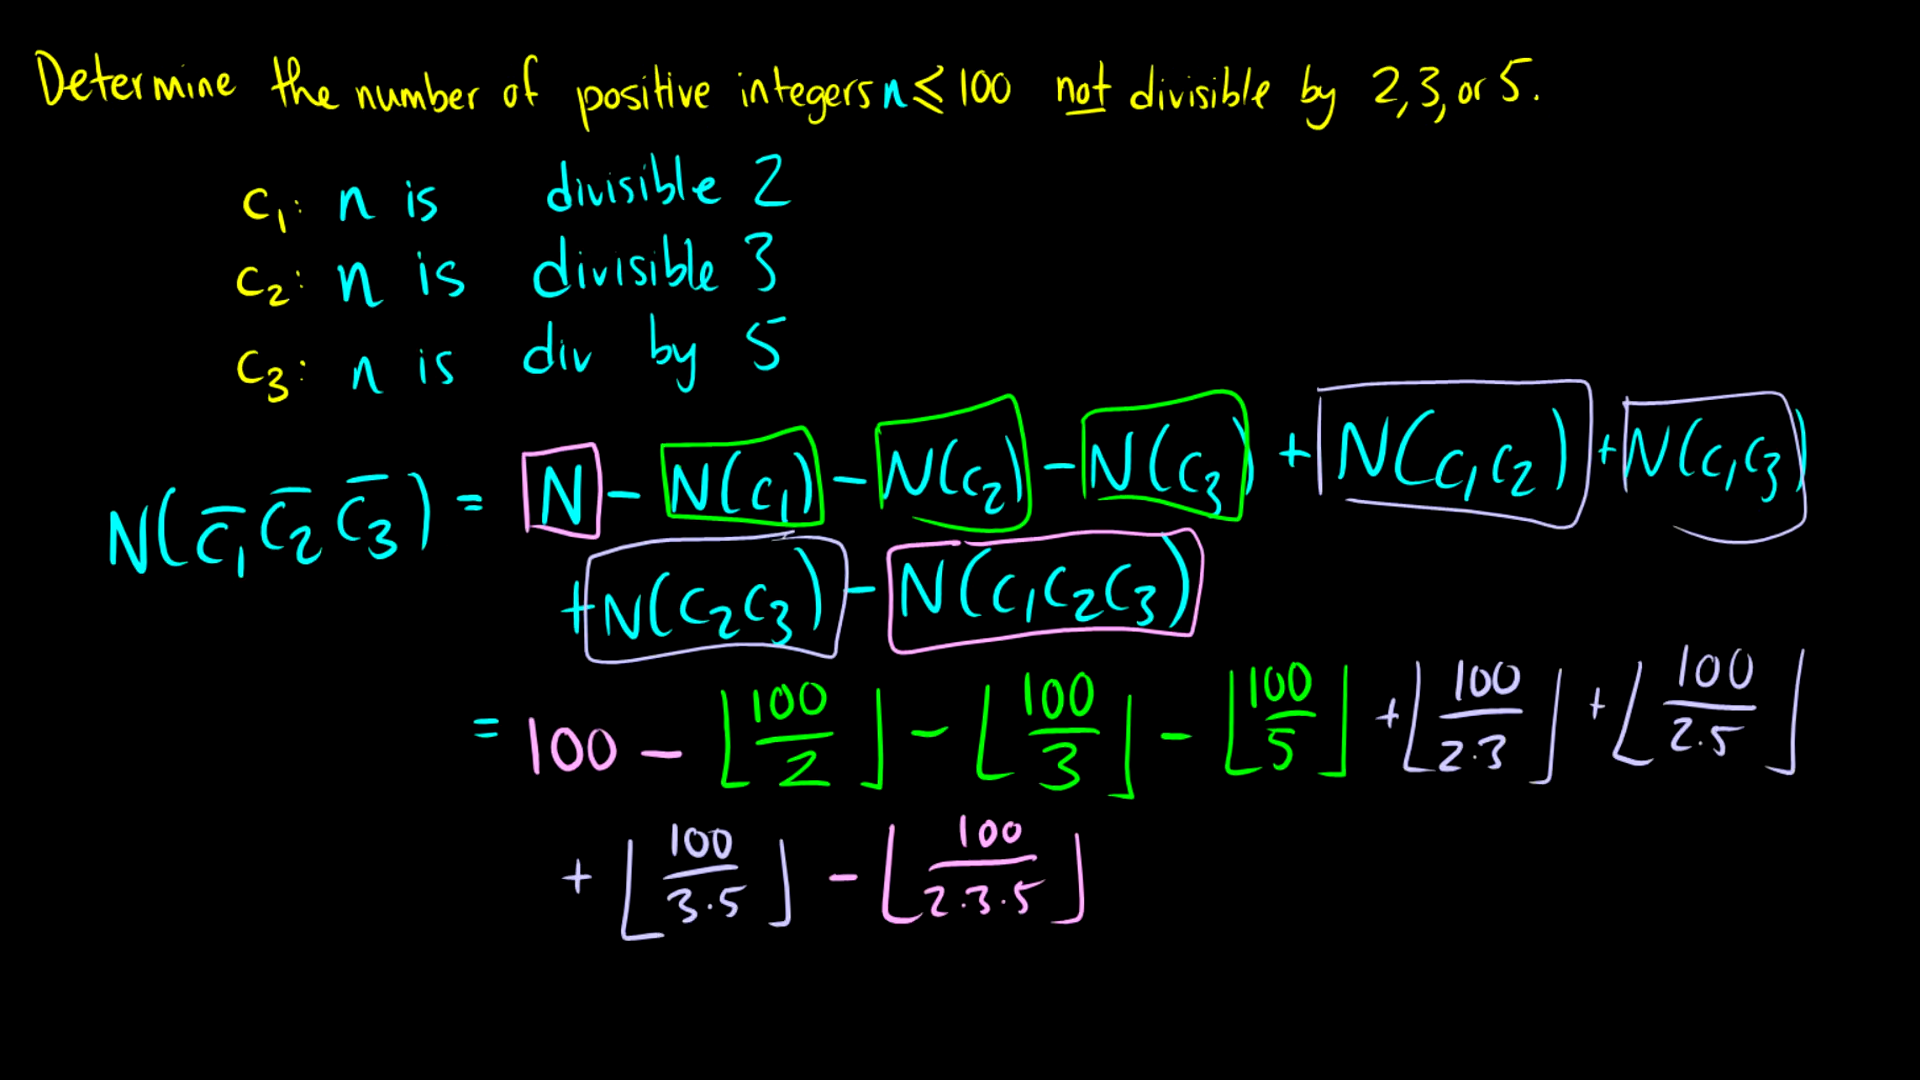 Determine the number of positive integers n ⩽ 100 not divisible by 2, 3, or 5.
c₁: n is divisible 2
c₂: n is divisible 3
c₃: n is div by 5
N(c̄₁ c̄₂ c̄₃) = N − N(c₁) − N(c₂) − N(c₃) + N(c₁c₂) + N(c₁c₃)
+ N(c₂c₃) − N(c₁c₂c₃)
= 100 − ⌊100/2⌋ − ⌊100/3⌋ − ⌊100/5⌋ + ⌊100/2·3⌋ + ⌊100/2·5⌋
+ ⌊100/3·5⌋ − ⌊100/2·3·5⌋